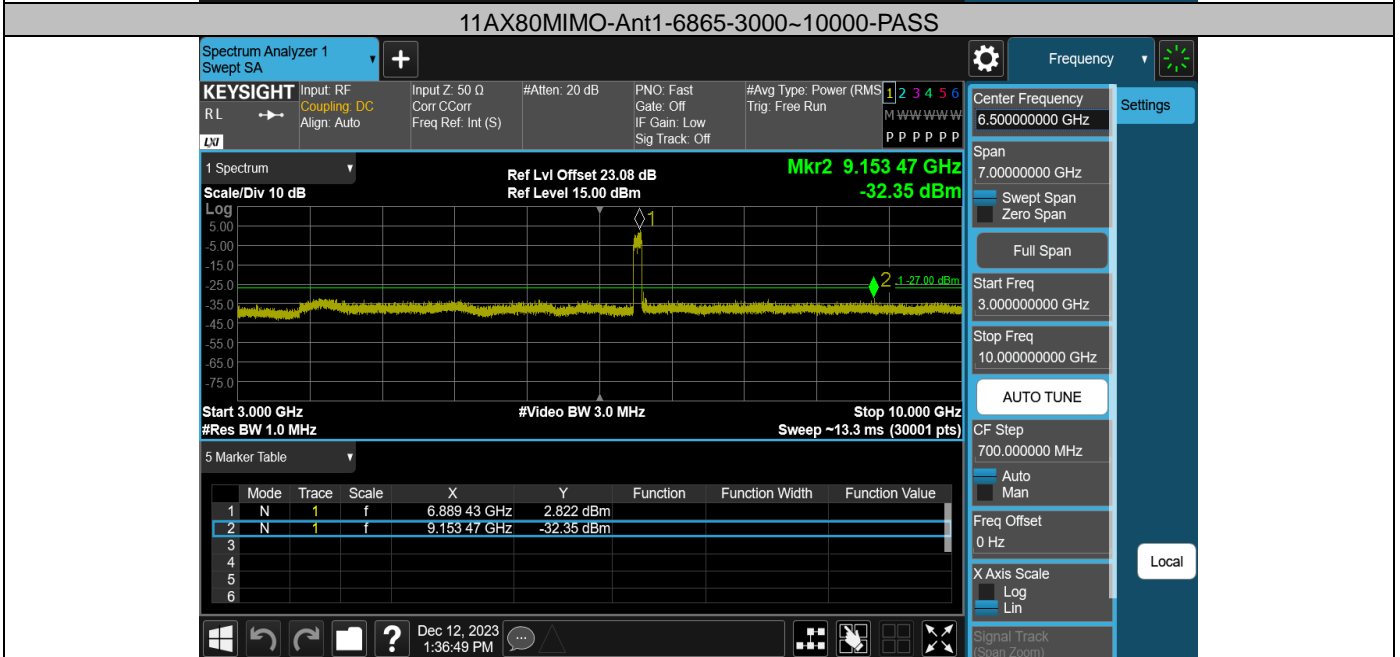 11AX80MIMO-Ant1-6865-3000~10000-PASS
Spectrum Analyzer 1
Swept SA
Frequency
KEYSIGHT
RL
LXI
Input: RF
Coupling: DC
Align: Auto
Input Z: 50 Ω
Corr CCorr
Freq Ref: Int (S)
#Atten: 20 dB
PNO: Fast
Gate: Off
IF Gain: Low
Sig Track: Off
#Avg Type: Power (RMS
Trig: Free Run
1 2 3 4 5 6
M W W W W W
P P P P P P
1 Spectrum
Scale/Div 10 dB
Ref Lvl Offset 23.08 dB
Ref Level 15.00 dBm
Mkr2 9.153 47 GHz
-32.35 dBm
Log
5.00
-5.00
-15.0
-25.0
-35.0
-45.0
-55.0
-65.0
-75.0
1
2
1 -27.00 dBm
Start 3.000 GHz
#Res BW 1.0 MHz
#Video BW 3.0 MHz
Stop 10.000 GHz
Sweep ~13.3 ms (30001 pts)
5 Marker Table
Mode Trace Scale X Y Function Function Width Function Value
1 N 1 f 6.889 43 GHz 2.822 dBm
2 N 1 f 9.153 47 GHz -32.35 dBm
3
4
5
6
Dec 12, 2023
1:36:49 PM
Center Frequency
6.500000000 GHz
Span
7.00000000 GHz
Swept Span
Zero Span
Full Span
Start Freq
3.000000000 GHz
Stop Freq
10.000000000 GHz
AUTO TUNE
CF Step
700.000000 MHz
Auto
Man
Freq Offset
0 Hz
X Axis Scale
Log
Lin
Signal Track
(Span Zoom)
Settings
Local